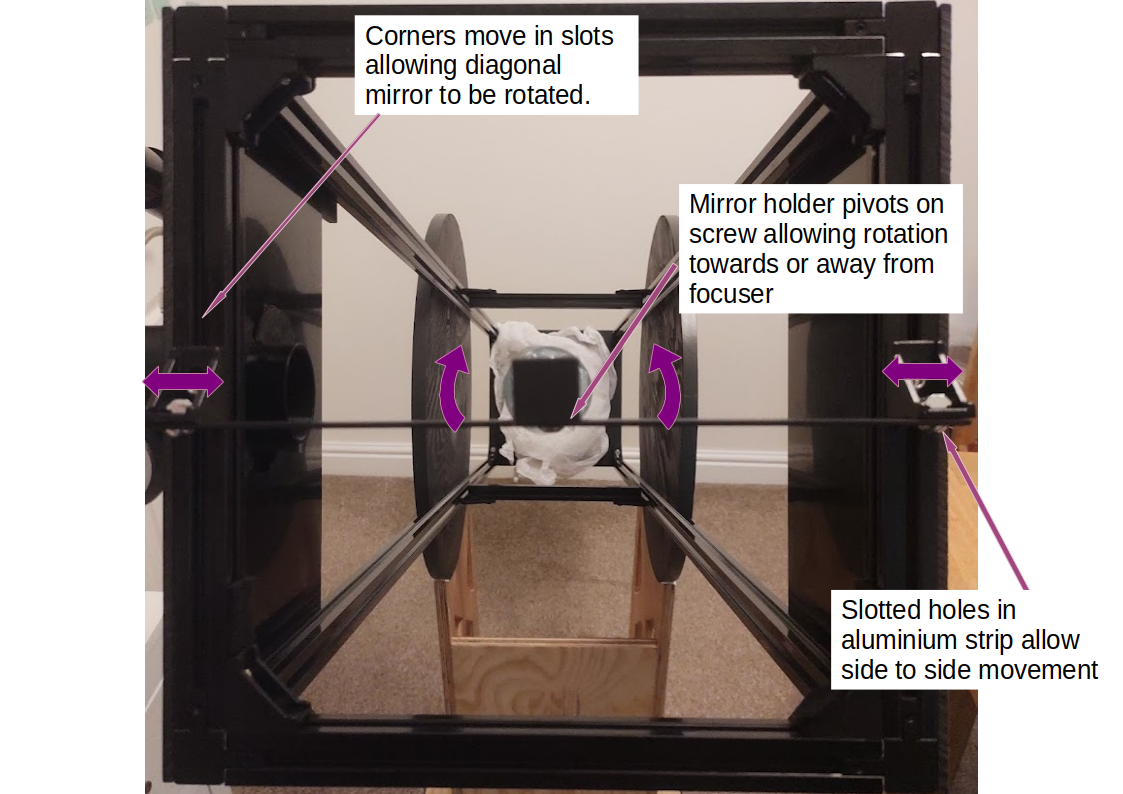 Corners move in slots
allowing diagonal
mirror to be rotated.
Mirror holder pivots on
screw allowing rotation
towards or away from
focuser
Slotted holes in
aluminium strip allow
side to side movement